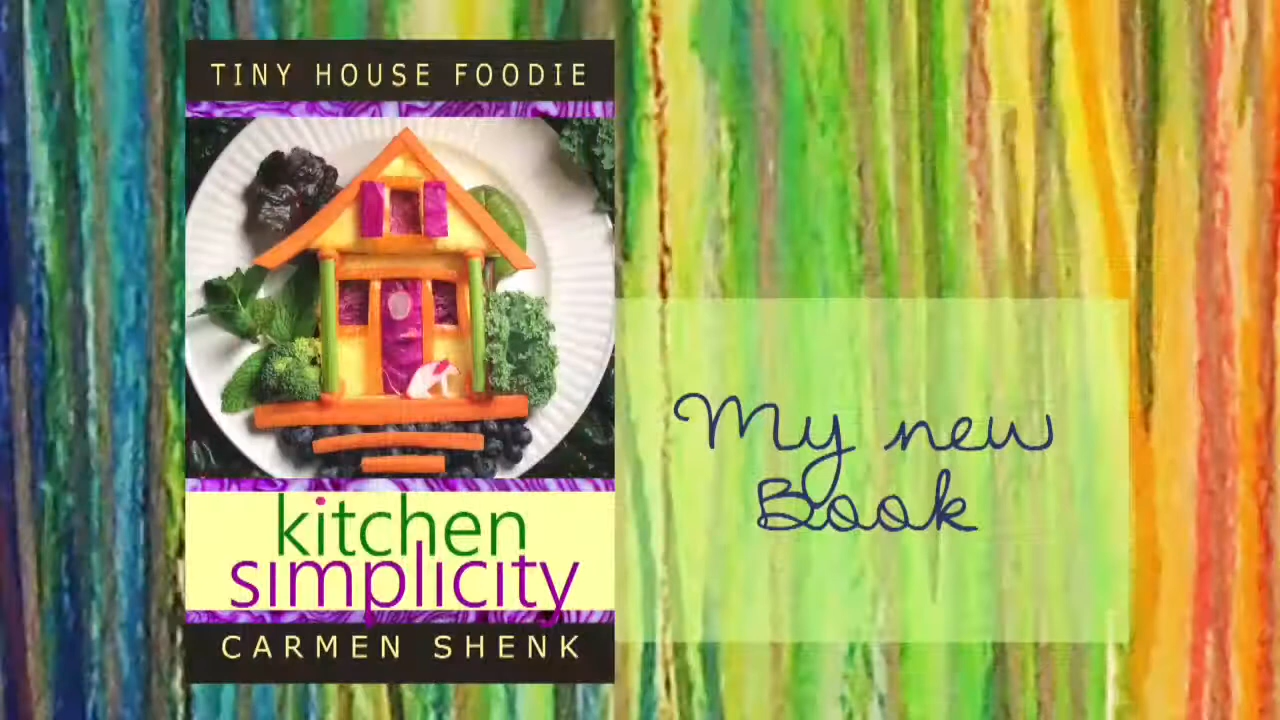 TINY HOUSE FOODIE
kitchen
simplicity
CARMEN SHENK
My new
Book